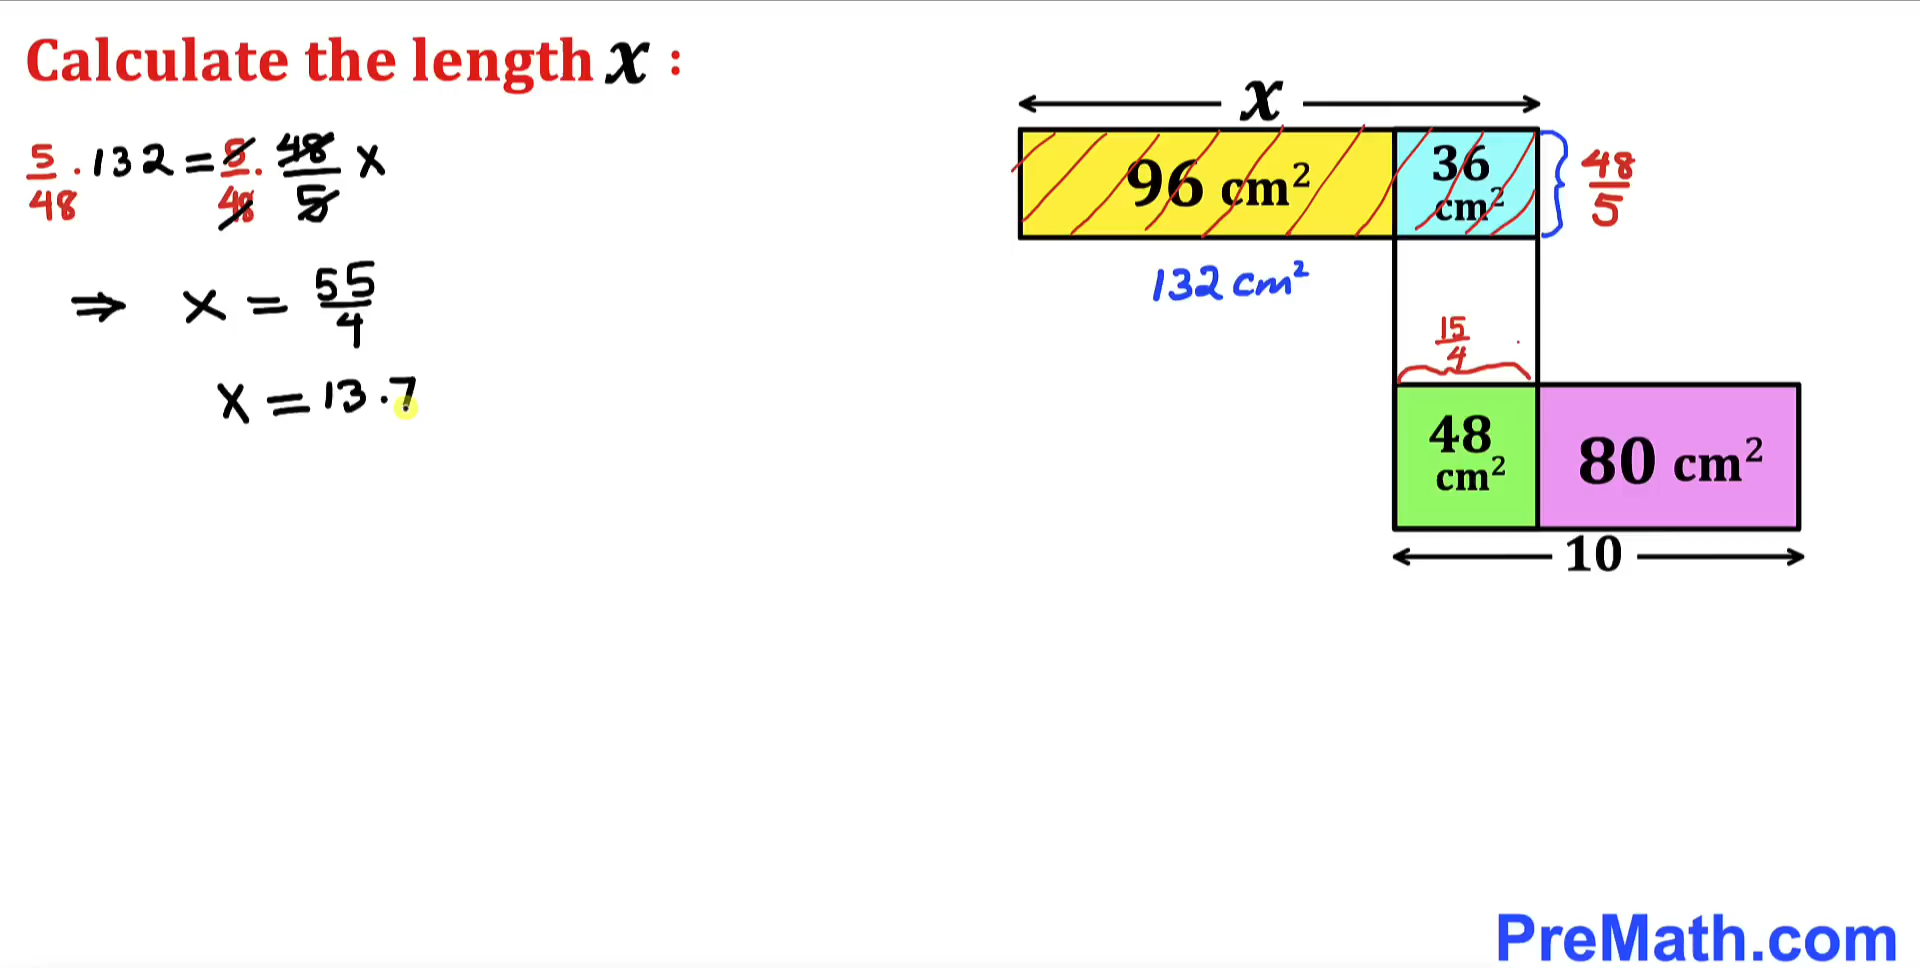 Calculate the length x :
5/48 . 132 = 5/48 . 48/5 x
⇒ x = 55/4
x = 13.7
x
96 cm²
36 cm²
48/5
132 cm²
15/4
48 cm²
80 cm²
10
PreMath.com